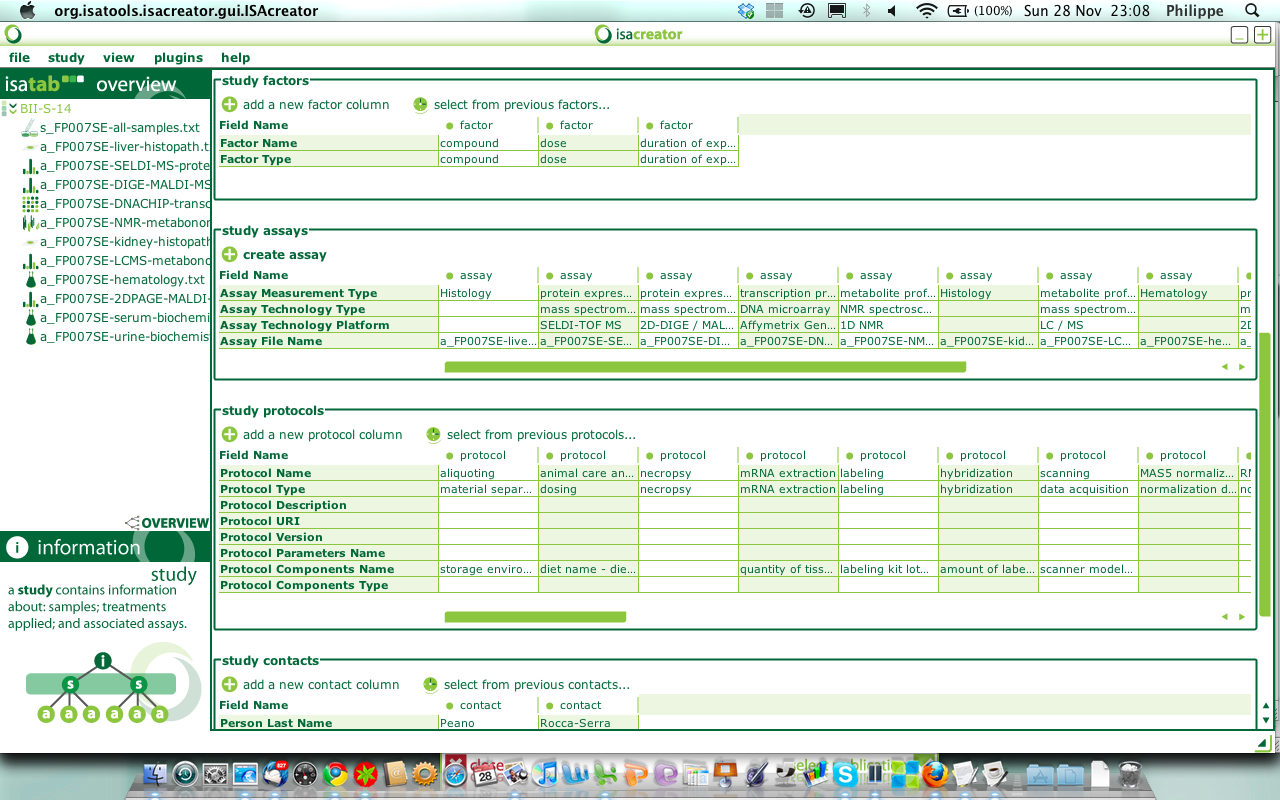 org.isatools.isacreator.gui.ISAcreator (100%) Sun 28 Nov 23:08 Philippe
isacreator
file study view plugins help
isatab overview
BII-S-14
s_FP007SE-all-samples.txt
a_FP007SE-liver-histopath.t
a_FP007SE-SELDI-MS-prote
a_FP007SE-DIGE-MALDI-MS
a_FP007SE-DNACHIP-transc
a_FP007SE-NMR-metabonor
a_FP007SE-kidney-histopath
a_FP007SE-LCMS-metabono
a_FP007SE-hematology.txt
a_FP007SE-2DPAGE-MALDI-
a_FP007SE-serum-biochemi
a_FP007SE-urine-biochemis
OVERVIEW
i information
study
a study contains information
about: samples; treatments
applied; and associated assays.
i
s s
a a a a a a
study factors
add a new factor column select from previous factors...
Field Name factor factor factor
Factor Name compound dose duration of exp...
Factor Type compound dose duration of exp...
study assays
create assay
Field Name assay assay assay assay assay assay assay assay
Assay Measurement Type Histology protein expres... protein expres... transcription pr... metabolite prof... Histology metabolite prof... Hematology pr
Assay Technology Type mass spectrom... mass spectrom... DNA microarray NMR spectrosc... mass spectrom... m
Assay Technology Platform SELDI-TOF MS 2D-DIGE / MAL... Affymetrix Gen... 1D NMR LC / MS 2D
Assay File Name a_FP007SE-live... a_FP007SE-SE... a_FP007SE-DI... a_FP007SE-DN... a_FP007SE-NM... a_FP007SE-kid... a_FP007SE-LC... a_FP007SE-he... a_
study protocols
add a new protocol column select from previous protocols...
Field Name protocol protocol protocol protocol protocol protocol protocol protocol
Protocol Name aliquoting animal care an... necropsy mRNA extraction labeling hybridization scanning MAS5 normaliz... RN
Protocol Type material separ... dosing necropsy mRNA extraction labeling hybridization data acquisition normalization d... no
Protocol Description
Protocol URI
Protocol Version
Protocol Parameters Name
Protocol Components Name storage enviro... diet name - die... quantity of tiss... labeling kit lot... amount of labe... scanner model...
Protocol Components Type
study contacts
add a new contact column select from previous contacts...
Field Name contact contact
Person Last Name Peano Rocca-Serra